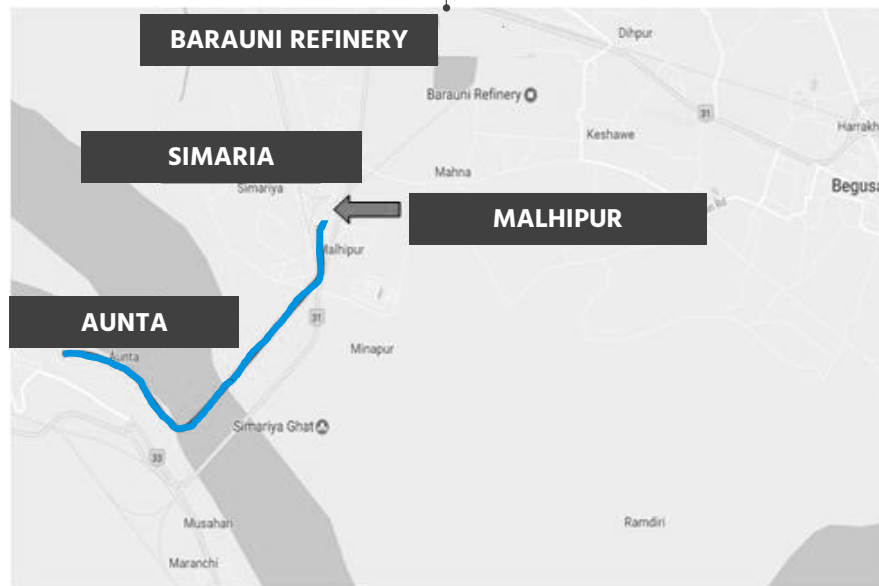 BARAUNI REFINERY
Dihpur
Barauni Refinery
31
Keshawe
Harrakh
SIMARIA
Mahna
Simariya
Begusa
MALHIPUR
Malhipur
AUNTA
31
Aunta
Minapur
Simariya Ghat
33
Musahari
Ramdiri
Maranchi